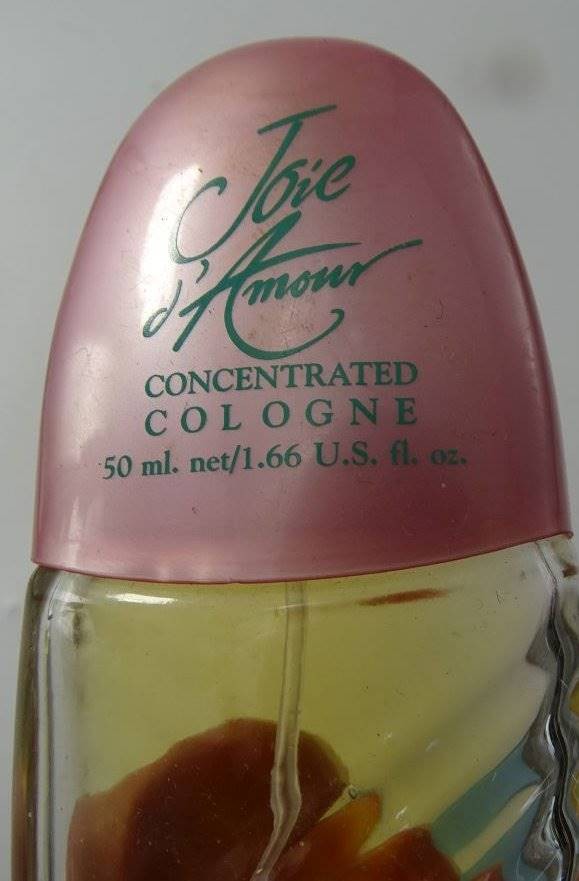 Joie
d'Amour
CONCENTRATED
COLOGNE
50 ml. net/1.66 U.S. fl. oz.